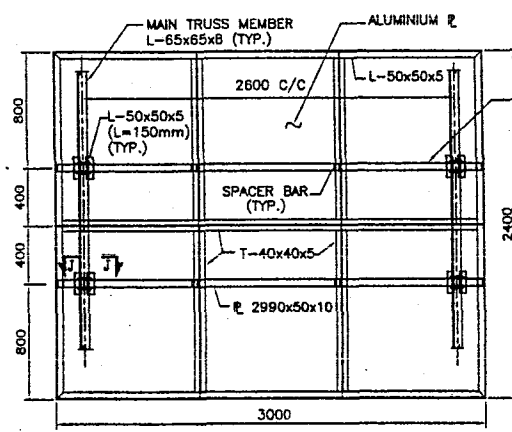 MAIN TRUSS MEMBER
L-65x65x8 (TYP.)
ALUMINIUM ⅊
2600 C/C
L-50x50x5
L-50x50x5
(L=150mm)
(TYP.)
800
400
400
800
SPACER BAR
(TYP.)
2400
J
J
T-40x40x5
⅊ 2990x50x10
3000